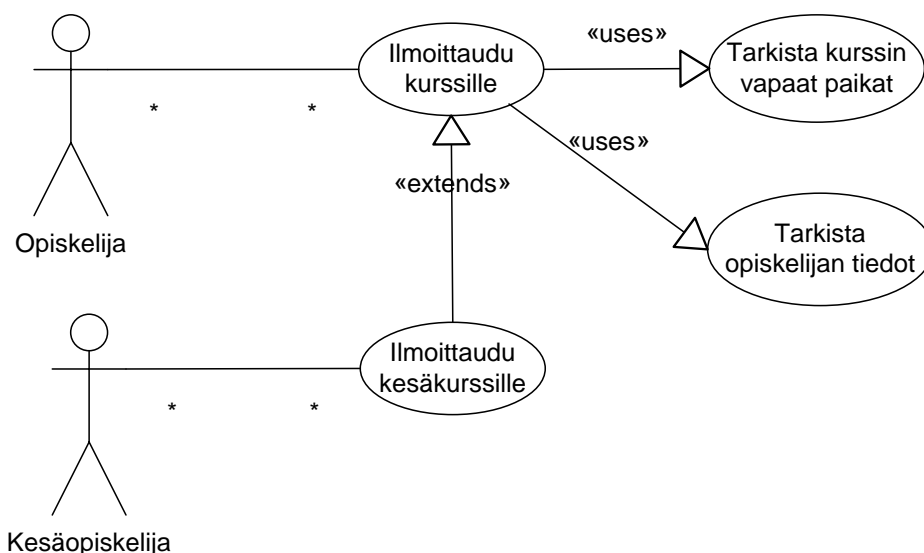 Ilmoittaudu
kurssille
«uses»
Tarkista kurssin
vapaat paikat
*
*
«uses»
«extends»
Opiskelija
Tarkista
opiskelijan tiedot
Ilmoittaudu
kesäkurssille
*
*
Kesäopiskelija